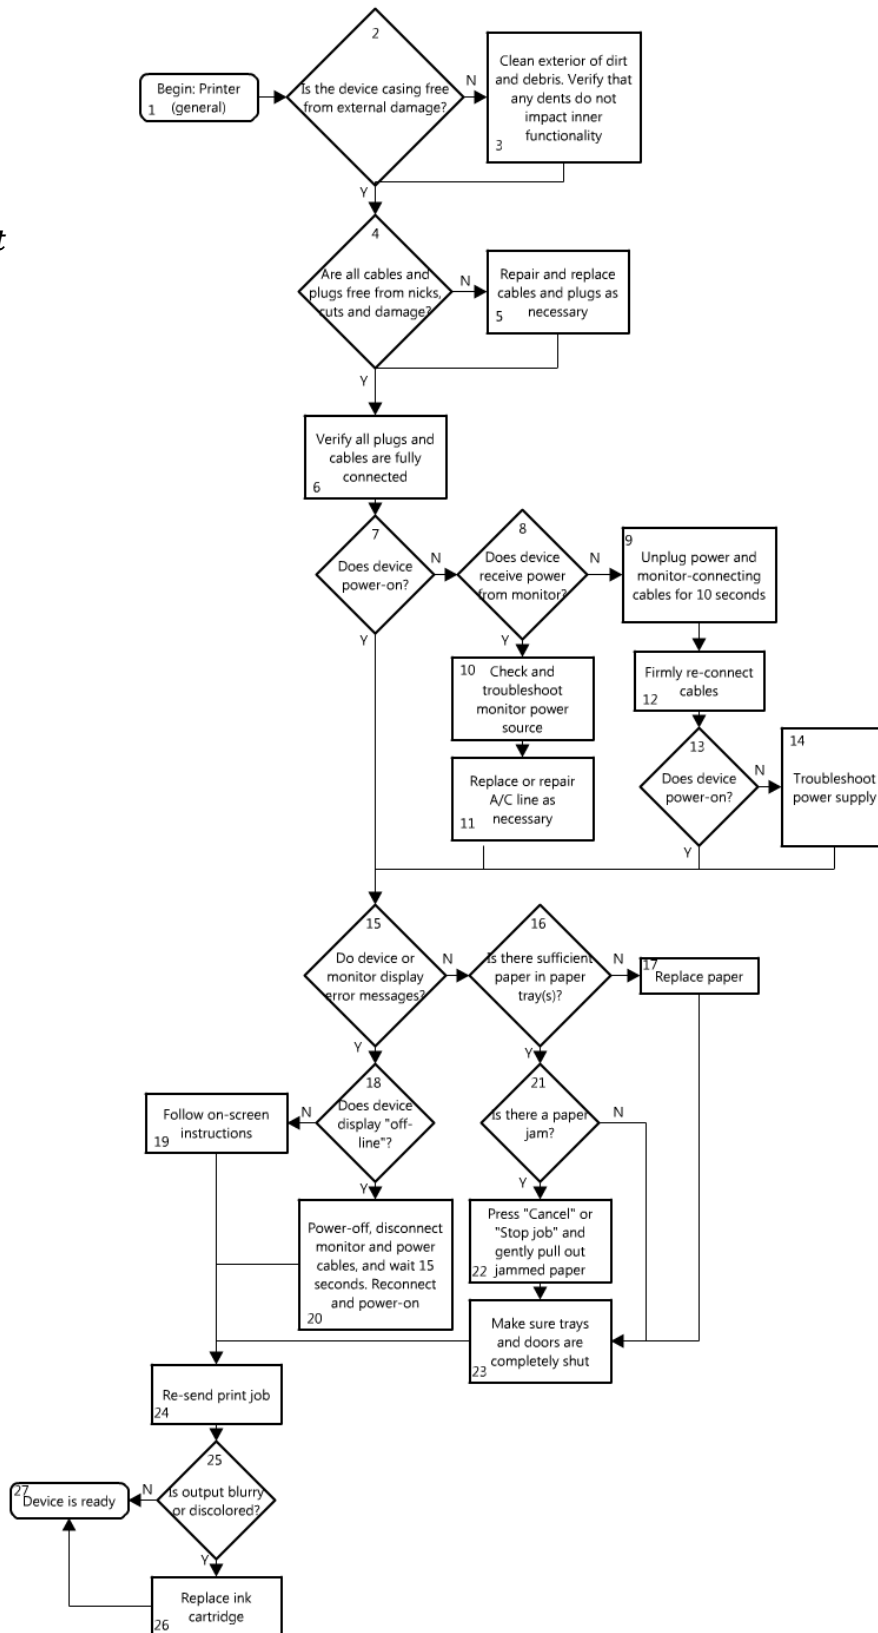 2
Is the device casing free
from external damage?
Begin: Printer
(general)
1
N
Clean exterior of dirt
and debris. Verify that
any dents do not
impact inner
functionality
3
Y
t
4
Are all cables and
plugs free from nicks,
cuts and damage?
N
Repair and replace
cables and plugs as
necessary
5
Y
Verify all plugs and
cables are fully
connected
6
7
Does device
power-on?
N
8
Does device
receive power
from monitor?
N
9
Unplug power and
monitor-connecting
cables for 10 seconds
Y
Y
10
Check and
troubleshoot
monitor power
source
Firmly re-connect
cables
12
Replace or repair
A/C line as
necessary
11
13
Does device
power-on?
N
14
Troubleshoot
power supply
Y
15
Do device or
monitor display
error messages?
N
16
Is there sufficient
paper in paper
tray(s)?
N
17
Replace paper
Y
Y
18
Does device
display "off-
line"?
N
Follow on-screen
instructions
19
21
Is there a paper
jam?
N
Y
Y
Power-off, disconnect
monitor and power
cables, and wait 15
seconds. Reconnect
and power-on
20
Press "Cancel" or
"Stop job" and
gently pull out
jammed paper
22
Make sure trays
and doors are
completely shut
23
Re-send print job
24
25
Is output blurry
or discolored?
N
27
Device is ready
Y
Replace ink
cartridge
26